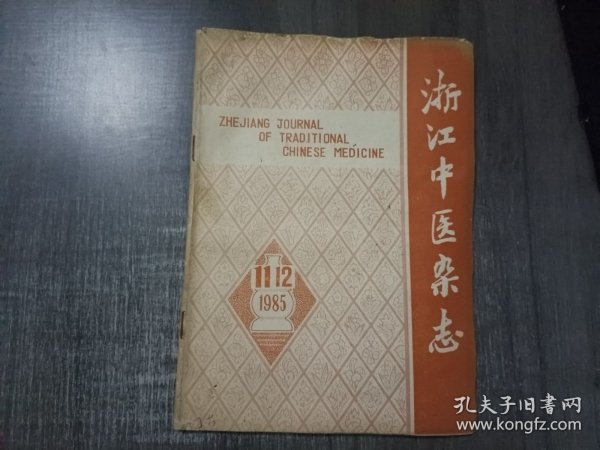 ZHEJIANG JOURNAL
OF TRADITIONAL
CHINESE MEDICINE
浙江中医杂志
11 12
1985
孔夫子旧书网
www.kongfz.com